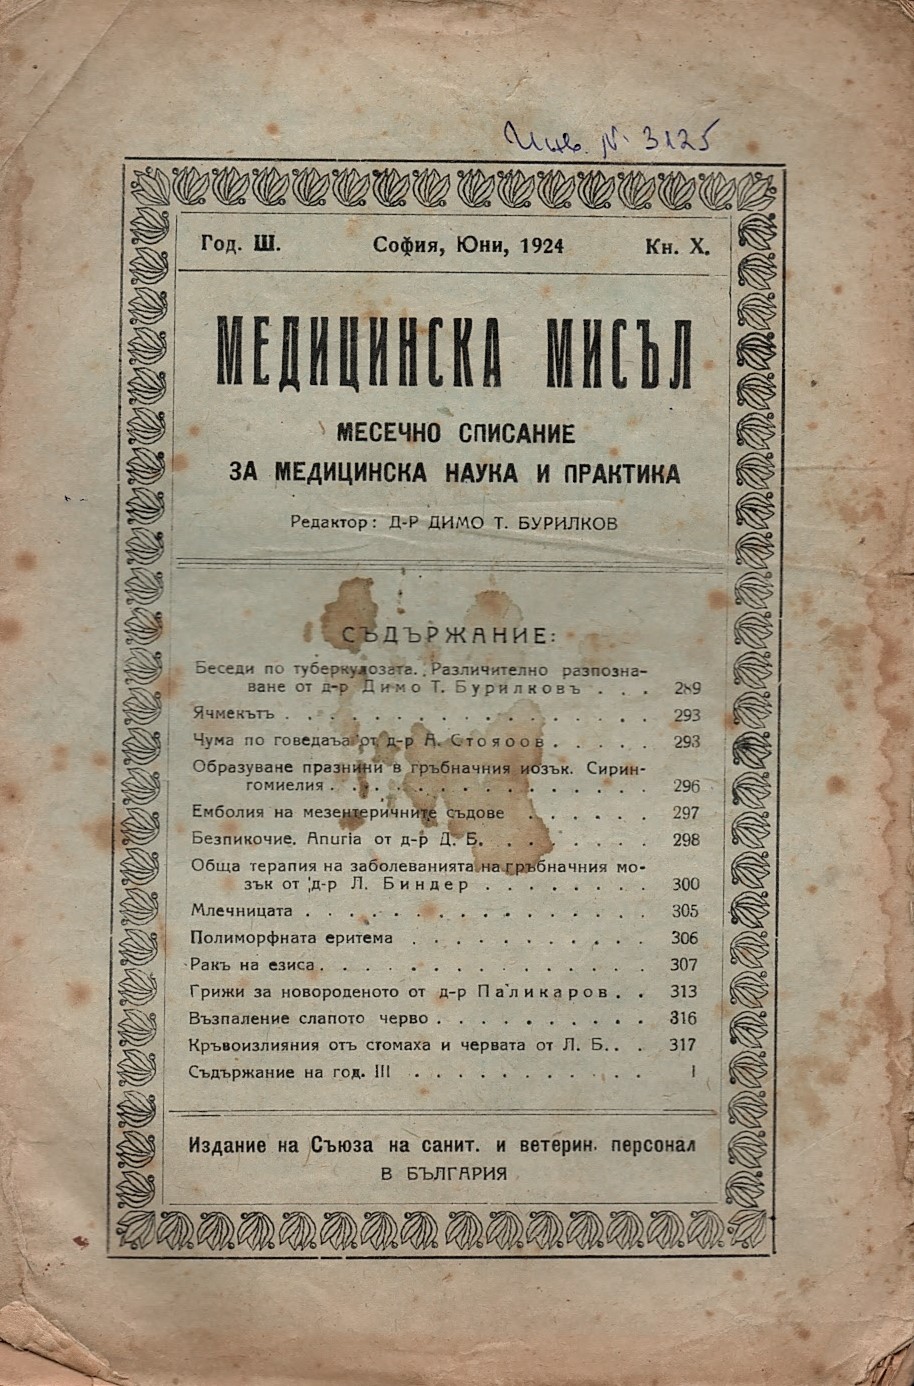 Инв. № 3125
Год. III.
София, Юни, 1924
Кн. X.
МЕДИЦИНСКА МИСЪЛ
МЕСЕЧНО СПИСАНИЕ
ЗА МЕДИЦИНСКА НАУКА И ПРАКТИКА
Редактор: Д-Р ДИМО Т. БУРИЛКОВ
СЪДЪРЖАНИЕ:
Беседи по туберкулозата. Различително разпозна-
ване от д-р Димо Т. Бурилковъ . . . 289
Ячмекътъ . . . . . . . . . . . . . . 293
Чума по говедаъа от д-р А. Стояоов . . . . . 293
Образуване празнини в гръбначния иозък. Сирин-
гомиелия . . . . . . . . . . . . . . . 296
Емболия на мезентеричните съдове . . . . . . 297
Безпикочие. Anuria от д-р Д. Б. . . . . . . . 298
Обща терапия на заболеванията на гръбначния мо-
зък от д-р Л. Биндер . . . . . . . . 300
Млечницата . . . . . . . . . . . . . 305
Полиморфната еритема . . . . . . . . . . 306
Ракъ на езиса . . . . . . . . . . . . . . 307
Грижи за новороденото от д-р Паликаров . . 313
Възпаление слапото черво . . . . . . . . . 316
Кръвоизлияния отъ стомаха и червата от Л. Б. . . 317
Съдържание на год. III . . . . . . . . . . I
Издание на Съюза на санит. и ветерин. персонал
В БЪЛГАРИЯ